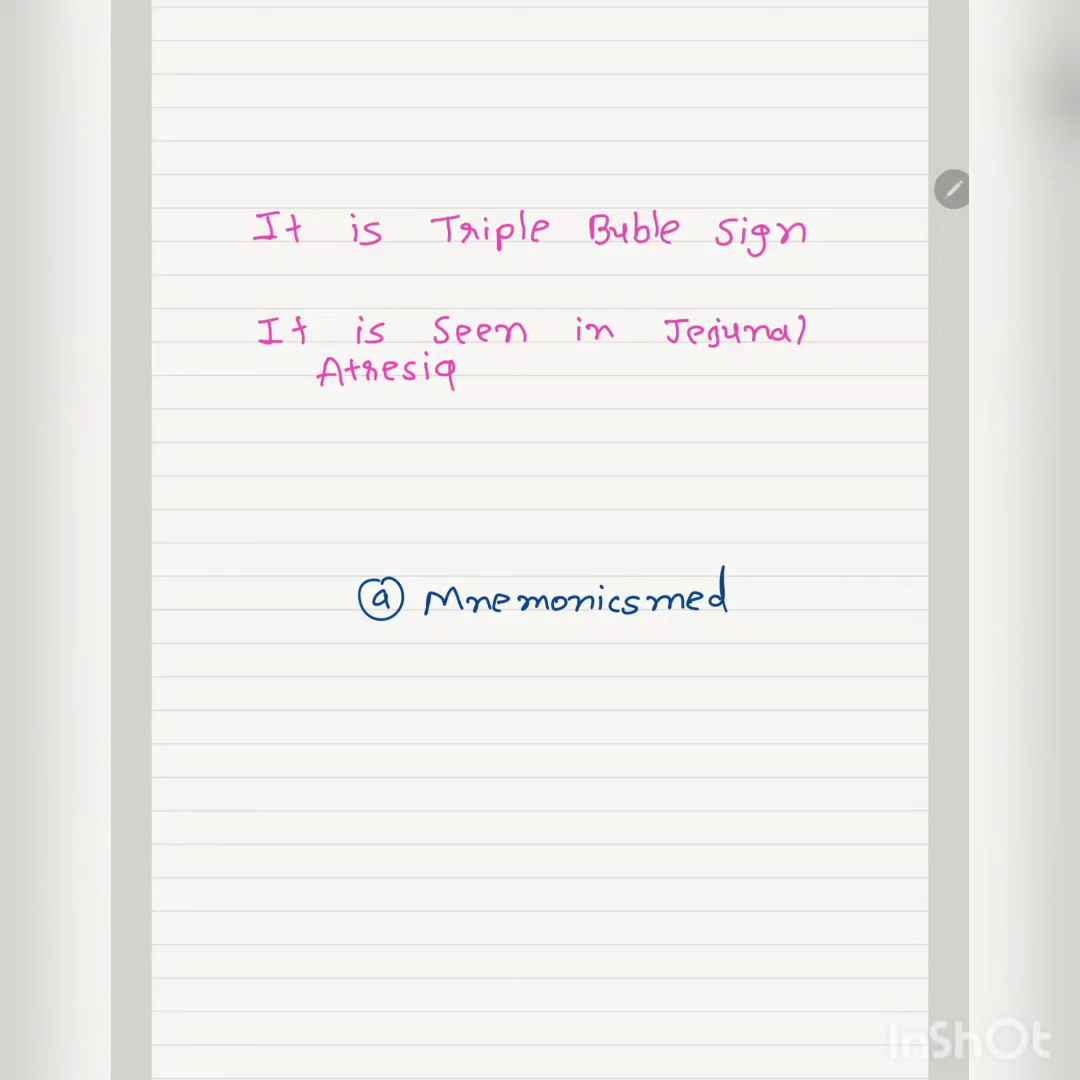 It is Triple Buble Sign
It is Seen in Jejunal
Atresia
@ Mnemonicsmed
InShOt